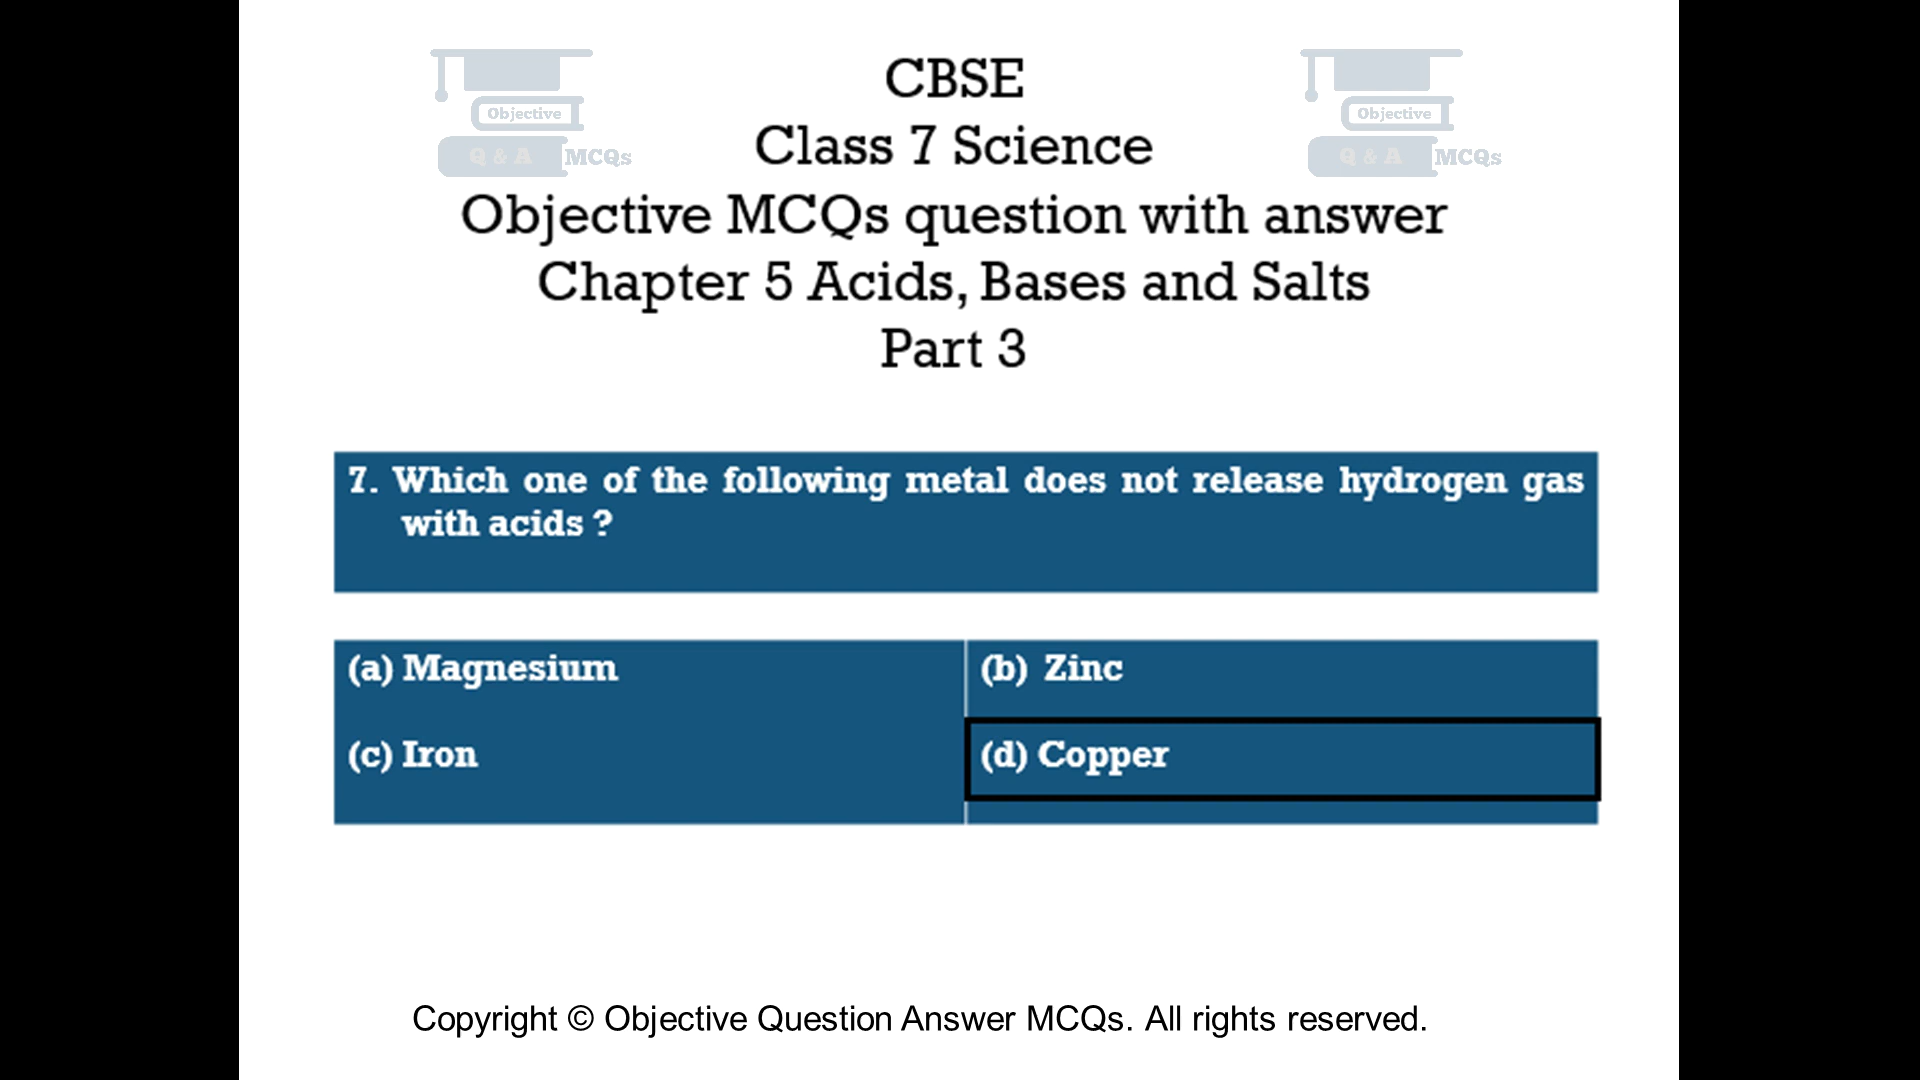 Objective
Q & A MCQs
Objective
Q & A MCQs
CBSE
Class 7 Science
Objective MCQs question with answer
Chapter 5 Acids, Bases and Salts
Part 3
7. Which one of the following metal does not release hydrogen gas
with acids ?
(a) Magnesium
(b) Zinc
(c) Iron
(d) Copper
Copyright © Objective Question Answer MCQs. All rights reserved.